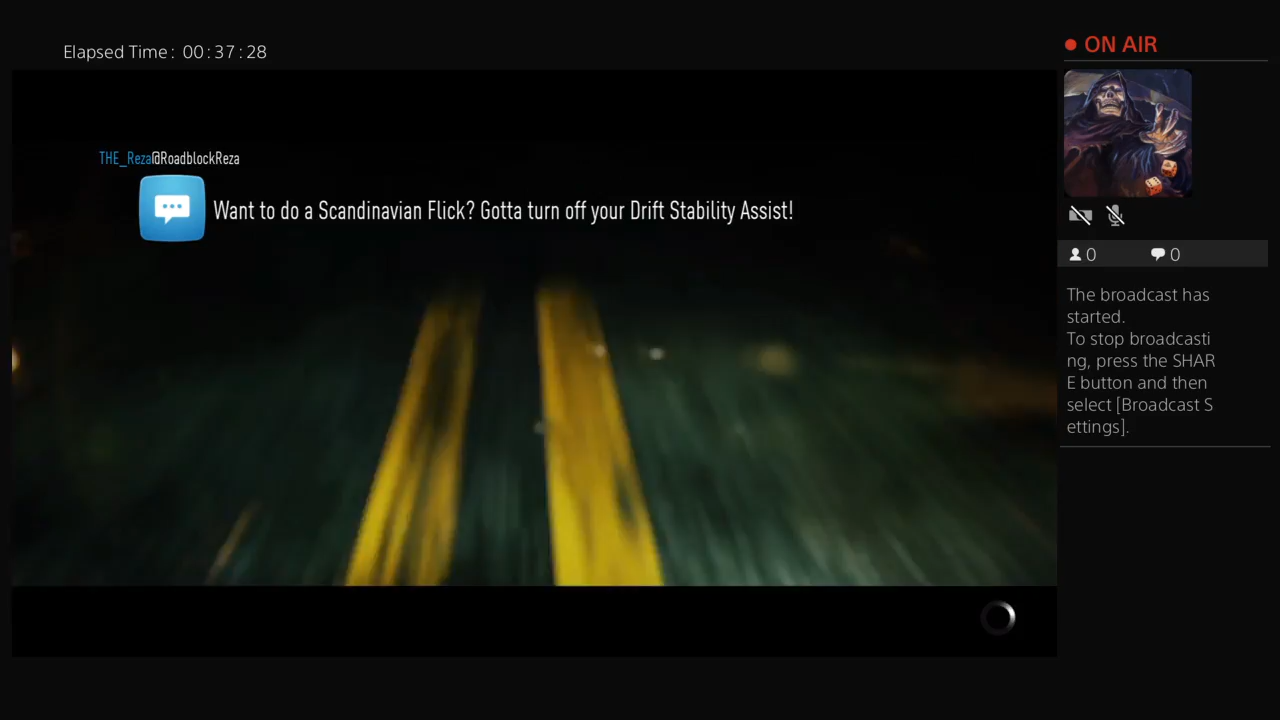 Elapsed Time: 00:37:28
ON AIR
THE_Reza@RoadblockReza
Want to do a Scandinavian Flick? Gotta turn off your Drift Stability Assist!
0 0
The broadcast has
started.
To stop broadcasti
ng, press the SHAR
E button and then
select [Broadcast S
ettings].